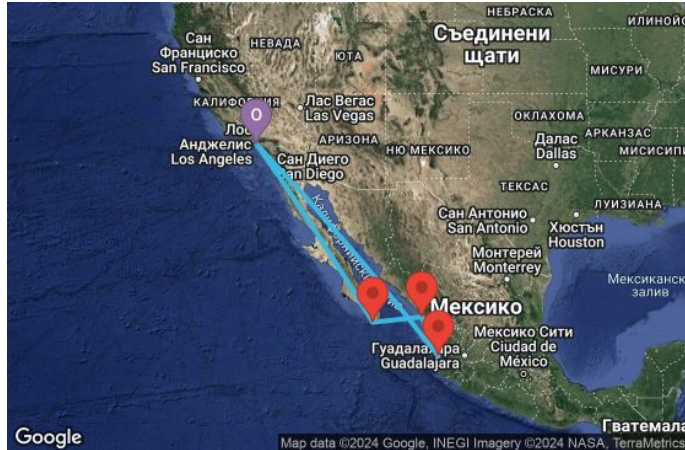 НЕБРАСКА
Съединени
щати
ИЛИНОЙС
Сан
Франциско
San Francisco
НЕВАДА
ЮТА
МИСУРИ
КАЛИФОРНИЯ
Лас Вегас
Las Vegas
О
Лос
Анджелис
Los Angeles
АРИЗОНА
НЮ МЕКСИКО
ОКЛАХОМА
АРКАНЗАС
МИСИСИПИ
Далас
Dallas
Сан Диего
San Diego
ТЕКСАС
ЛУИЗИАНА
Сан Антонио
San Antonio
Хюстън
Houston
Монтерей
Monterrey
Мексикански
залив
Мексико
Гуадалахара
Guadalajara
Мексико Сити
Ciudad de
México
Гватемала
Google
Map data ©2024 Google, INEGI Imagery ©2024 NASA, TerraMetrics